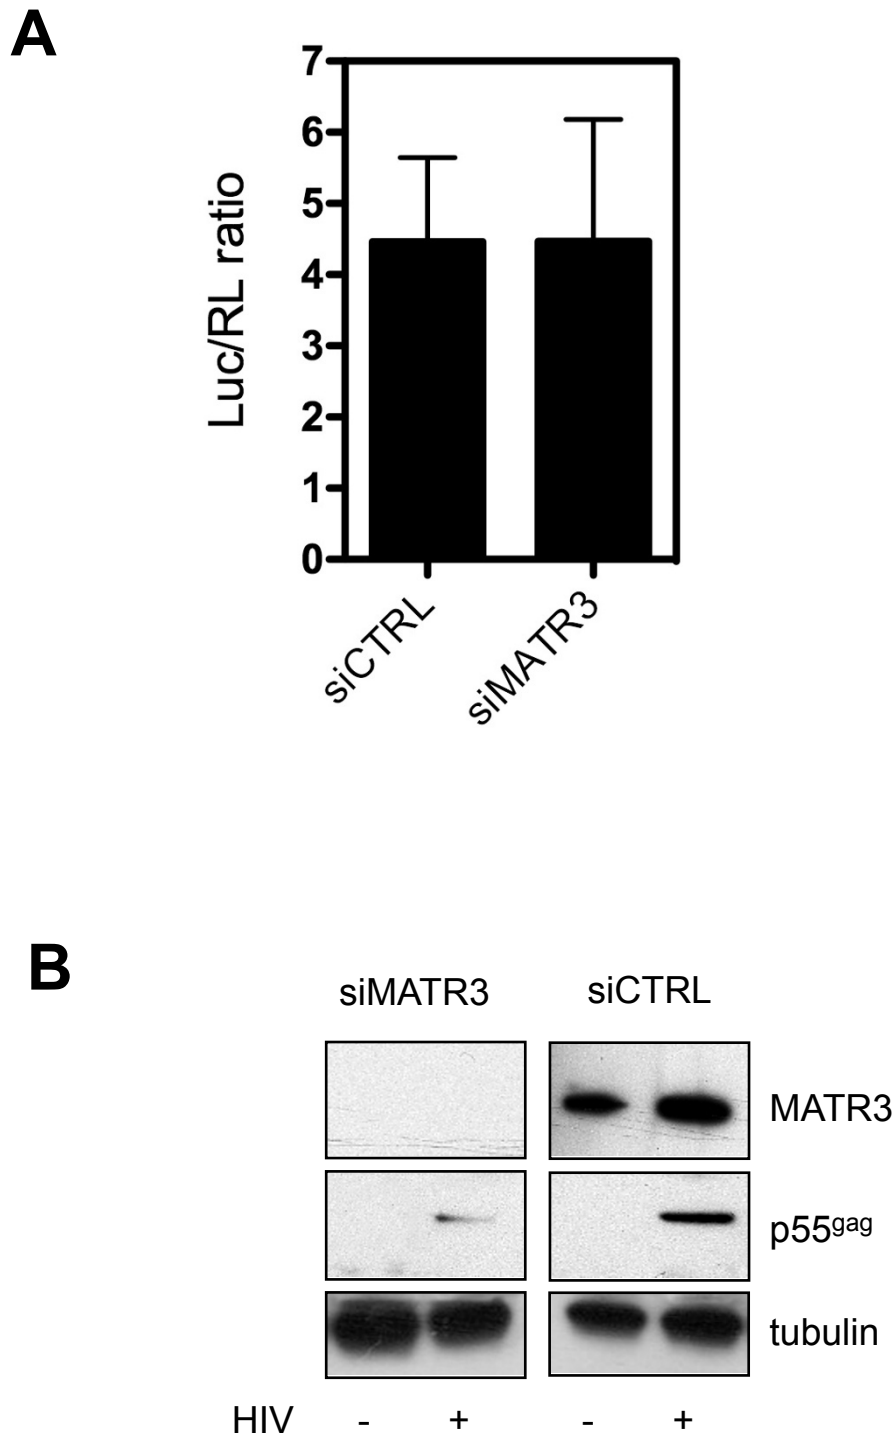 A
7
6
5
4
3
2
1
0
Luc/RL ratio
siCTRL
siMATR3
B
siMATR3 siCTRL
MATR3
p55gag
tubulin
HIV - + - +